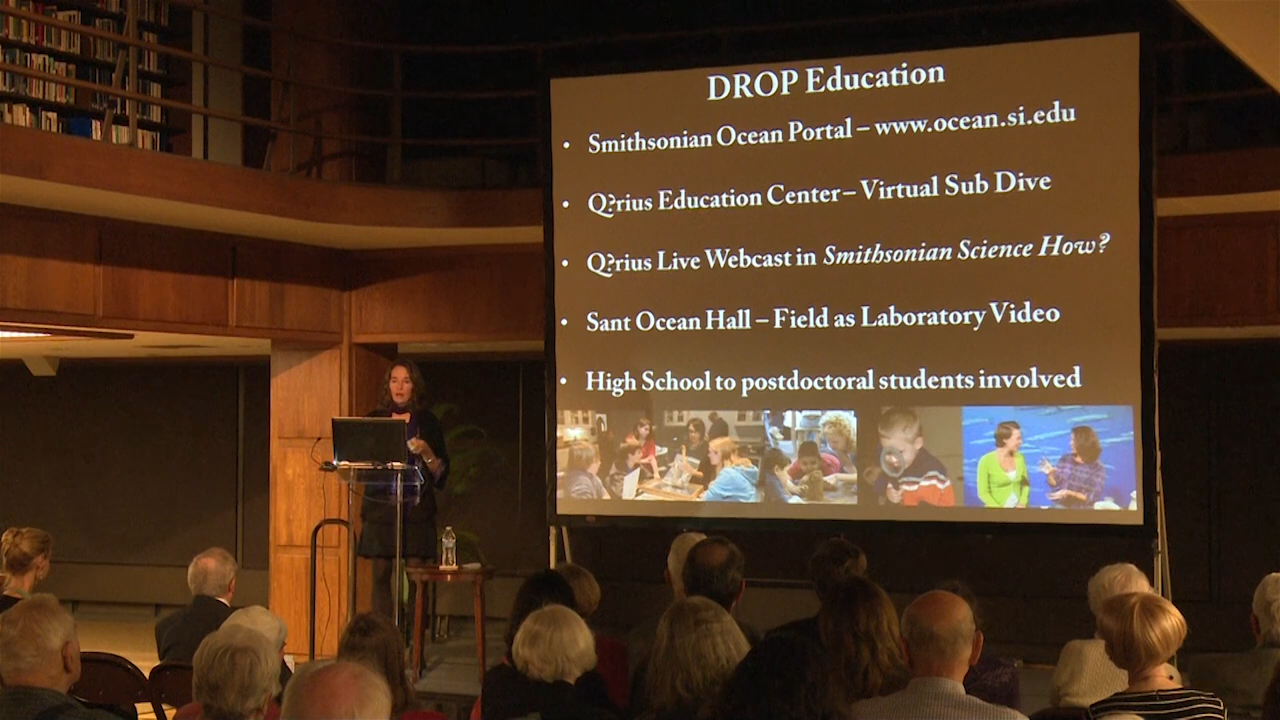 DROP Education
• Smithsonian Ocean Portal – www.ocean.si.edu
• Q?rius Education Center – Virtual Sub Dive
• Q?rius Live Webcast in Smithsonian Science How?
• Sant Ocean Hall – Field as Laboratory Video
• High School to postdoctoral students involved